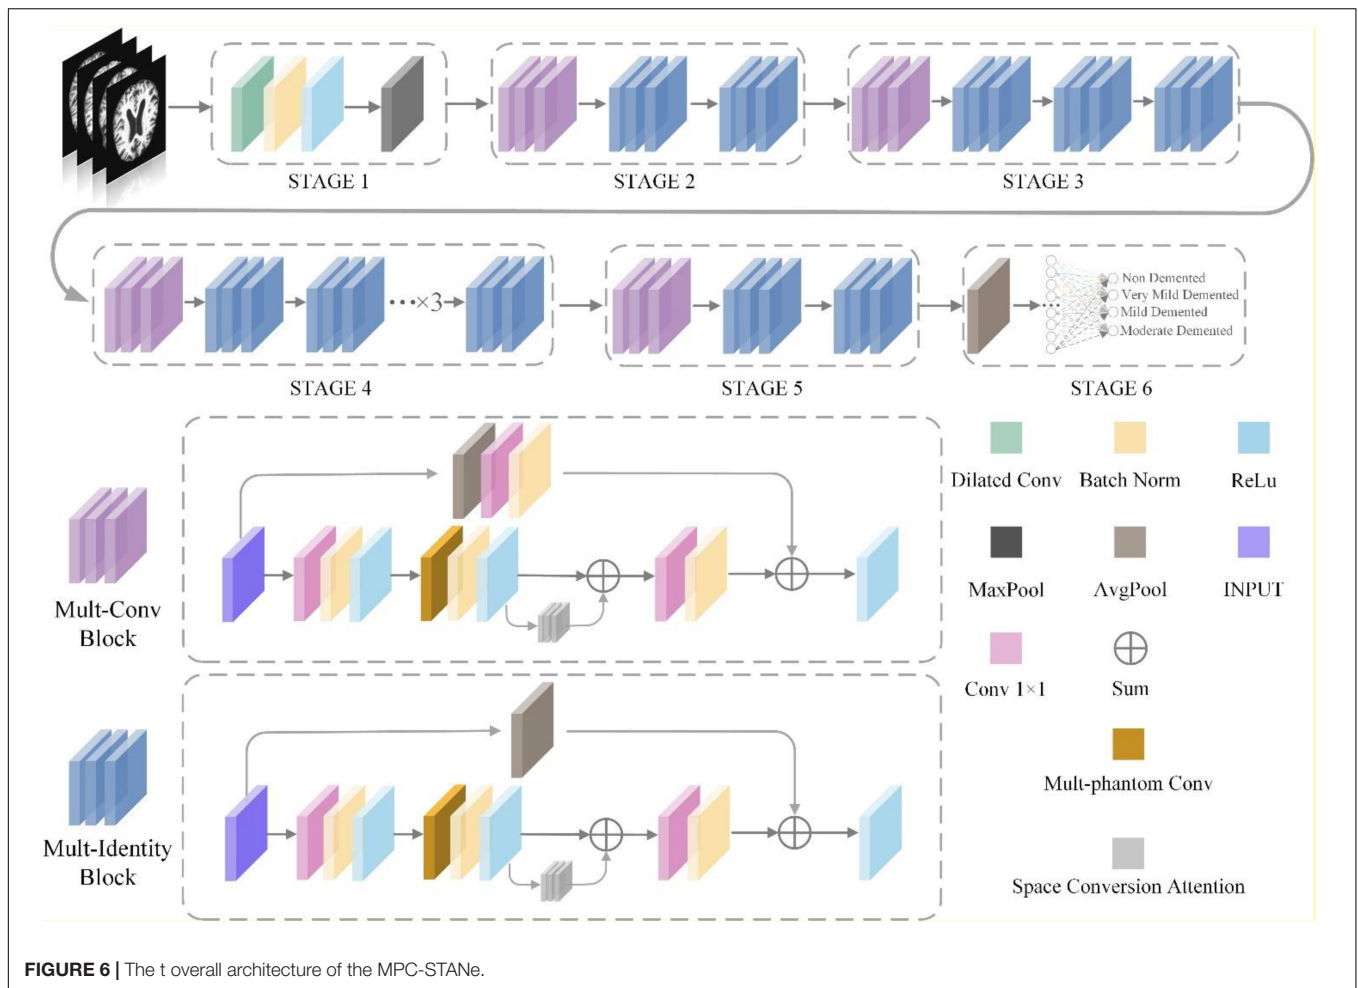 STAGE 1
STAGE 2
STAGE 3
···×3
STAGE 4
STAGE 5
···
Non Demented
Very Mild Demented
Mild Demented
Moderate Demented
STAGE 6
Mult-Conv
Block
Mult-Identity
Block
Dilated Conv
Batch Norm
ReLu
MaxPool
AvgPool
INPUT
Conv 1×1
Sum
Mult-phantom Conv
Space Conversion Attention
FIGURE 6 | The t overall architecture of the MPC-STANe.